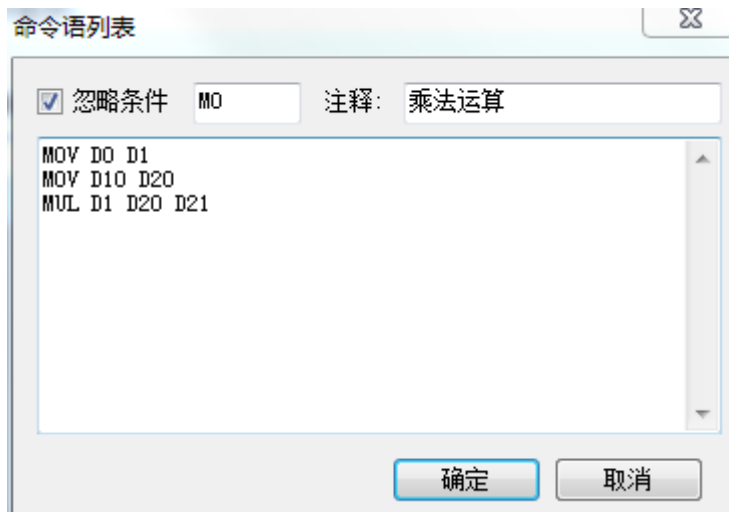 命令语列表
忽略条件 M0 注释: 乘法运算
MOV D0 D1
MOV D10 D20
MUL D1 D20 D21
确定 取消